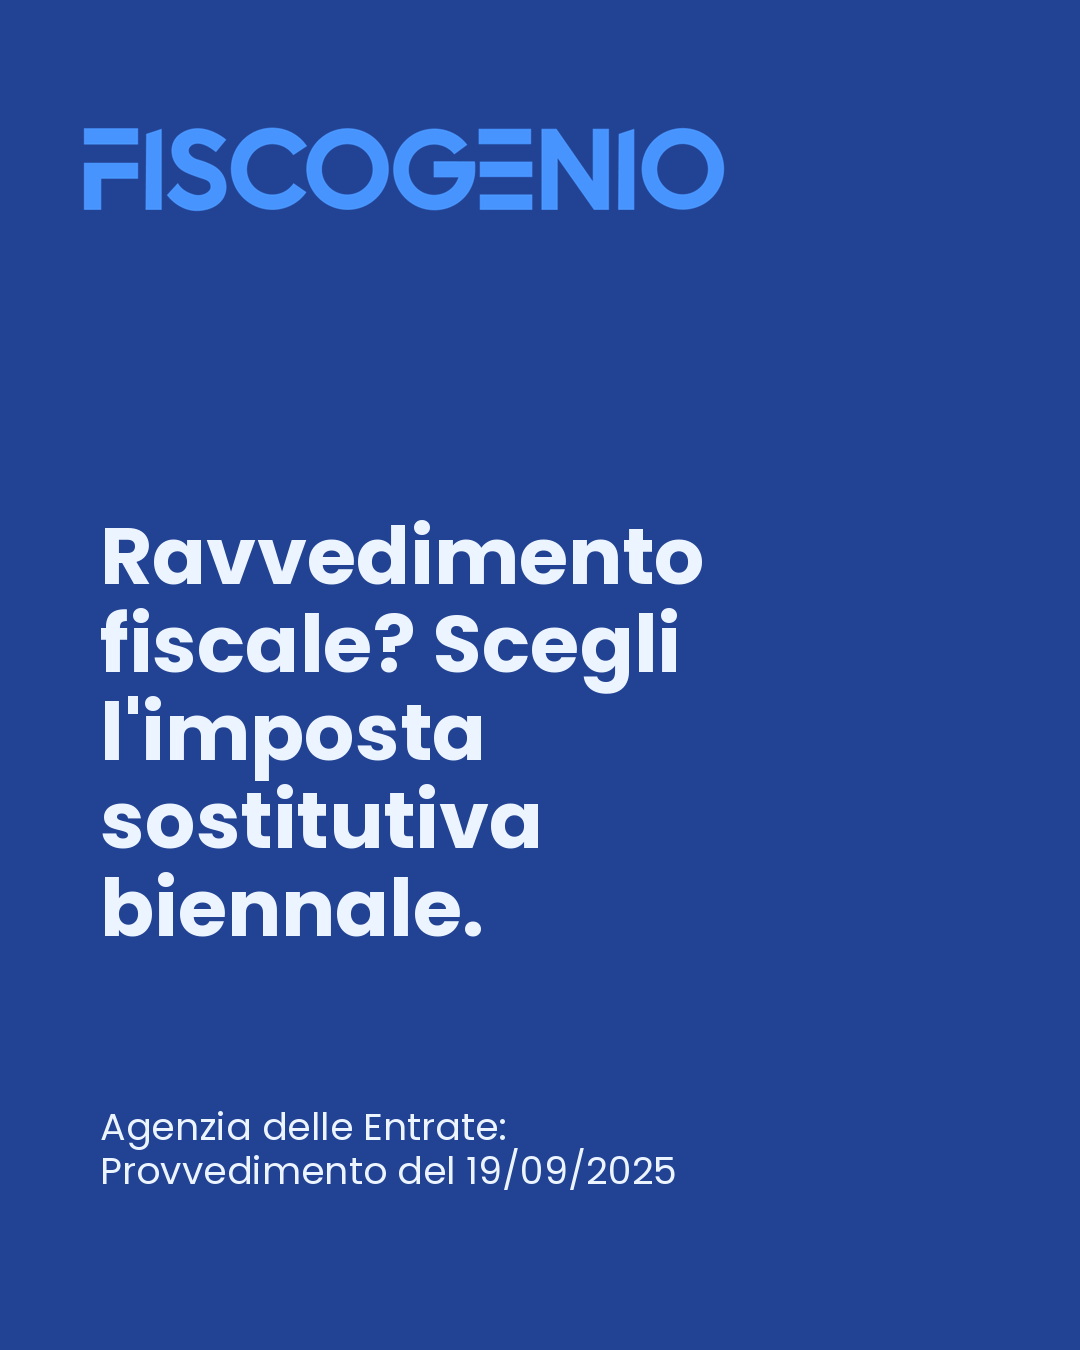 FISCOGENIO
Ravvedimento
fiscale? Scegli
l'imposta
sostitutiva
biennale.
Agenzia delle Entrate:
Provvedimento del 19/09/2025